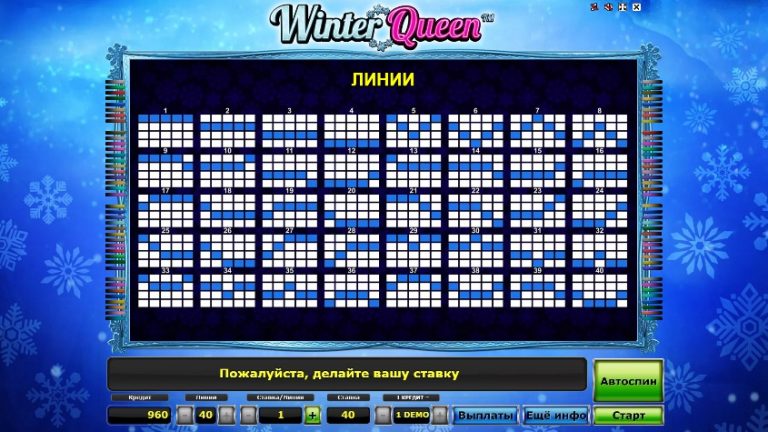 Winter Queen™
ЛИНИИ
1 2 3 4 5 6 7 8
9 10 11 12 13 14 15 16
17 18 19 20 21 22 23 24
25 26 27 28 29 30 31 32
33 34 35 36 37 38 39 40
Пожалуйста, делайте вашу ставку
Автоспин
Кредит Линии Ставка/Линия Ставка 1 КРЕДИТ =
960 40 1 + 40 1 DEMO Выплаты Ещё инфо Старт